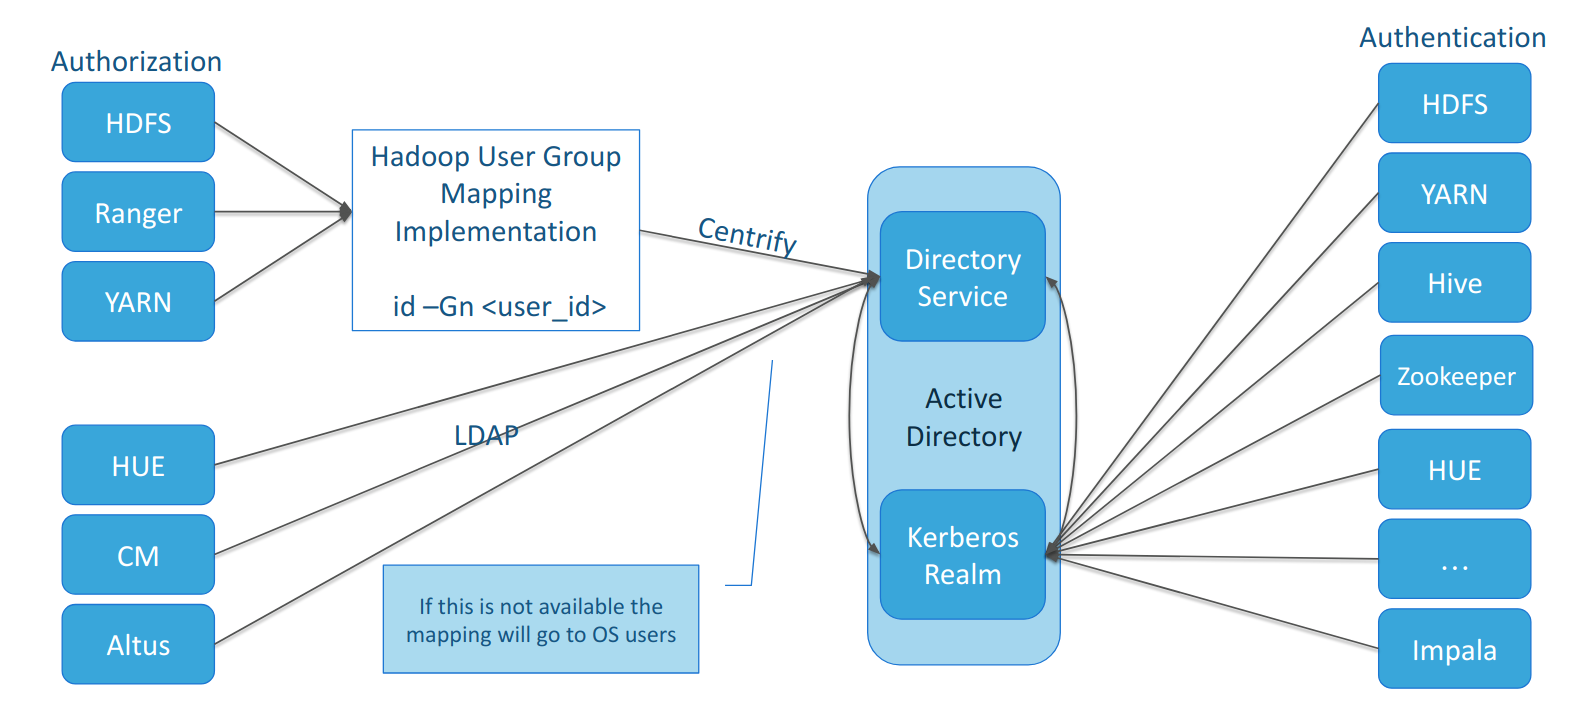 Authorization
HDFS
Ranger
YARN
Hadoop User Group
Mapping
Implementation
id –Gn <user_id>
Centrify
HUE
CM
Altus
LDAP
If this is not available the
mapping will go to OS users
Directory
Service
Active
Directory
Kerberos
Realm
Authentication
HDFS
YARN
Hive
Zookeeper
HUE
...
Impala